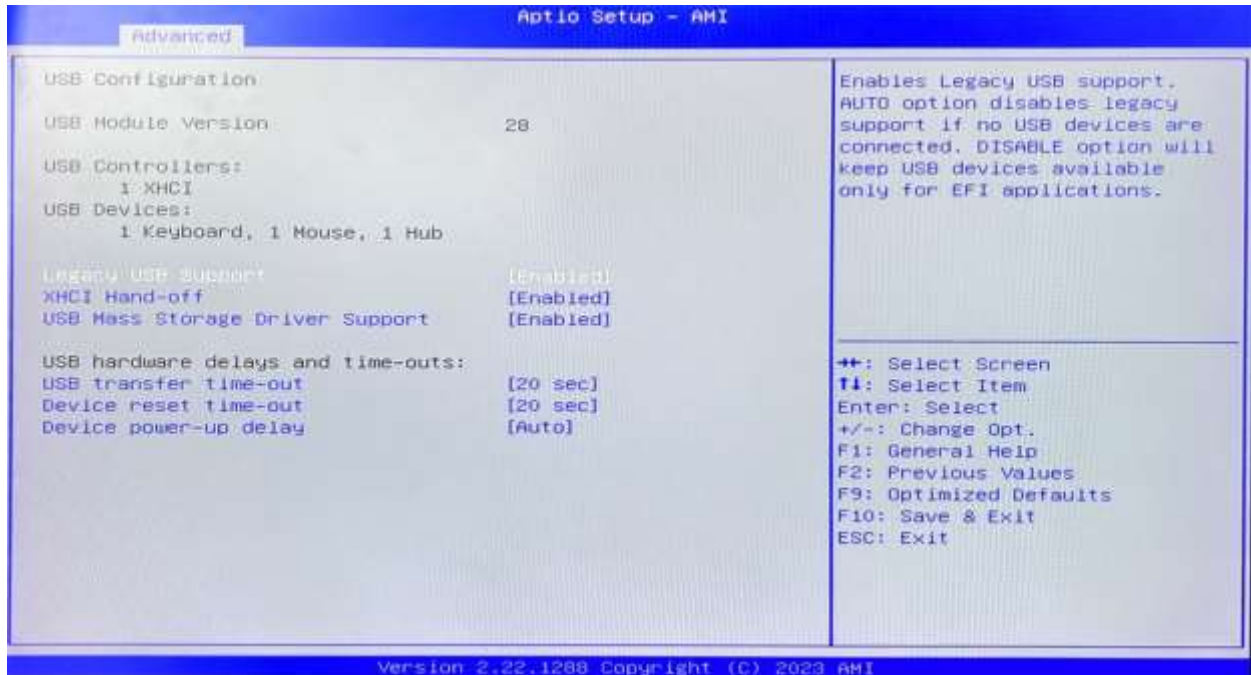 Aptio Setup - AMI
Advanced
USB Configuration
USB Module Version 28
USB Controllers:
1 XHCI
USB Devices:
1 Keyboard, 1 Mouse, 1 Hub
Legacy USB Support [Enabled]
XHCI Hand-off [Enabled]
USB Mass Storage Driver Support [Enabled]
USB hardware delays and time-outs:
USB transfer time-out [20 sec]
Device reset time-out [20 sec]
Device power-up delay [Auto]
Enables Legacy USB support.
AUTO option disables legacy
support if no USB devices are
connected. DISABLE option will
keep USB devices available
only for EFI applications.
→←: Select Screen
↑↓: Select Item
Enter: Select
+/-: Change Opt.
F1: General Help
F2: Previous Values
F9: Optimized Defaults
F10: Save & Exit
ESC: Exit
Version 2.22.1288 Copyright (C) 2023 AMI